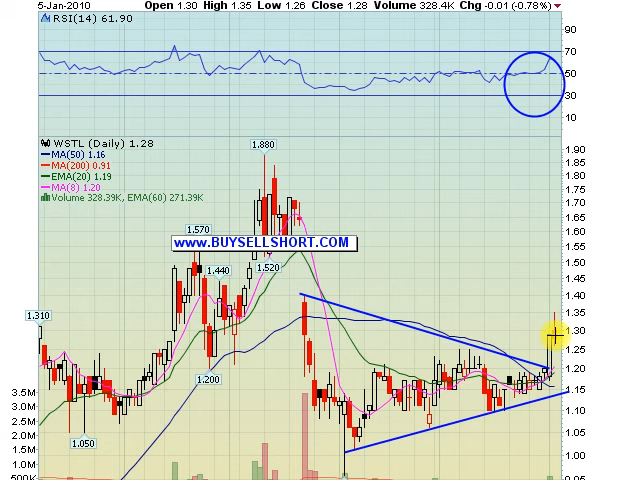 5-Jan-2010 Open 1.30 High 1.35 Low 1.26 Close 1.28 Volume 328.4K Chg -0.01 (-0.78%)
RSI(14) 61.90
90
70
50
30
10
WSTL (Daily) 1.28
MA(50) 1.16
MA(200) 0.91
EMA(20) 1.19
MA(8) 1.20
Volume 328.39K, EMA(60) 271.39K
1.880
1.570
www.BUYSELLSHORT.COM
1.440
1.520
1.310
1.200
1.050
1.90
1.85
1.80
1.75
1.70
1.65
1.60
1.55
1.50
1.45
1.40
1.35
1.30
1.25
1.20
1.15
1.10
1.05
1.00
0.95
3.5M
3.0M
2.5M
2.0M
1.5M
1.0M
500K